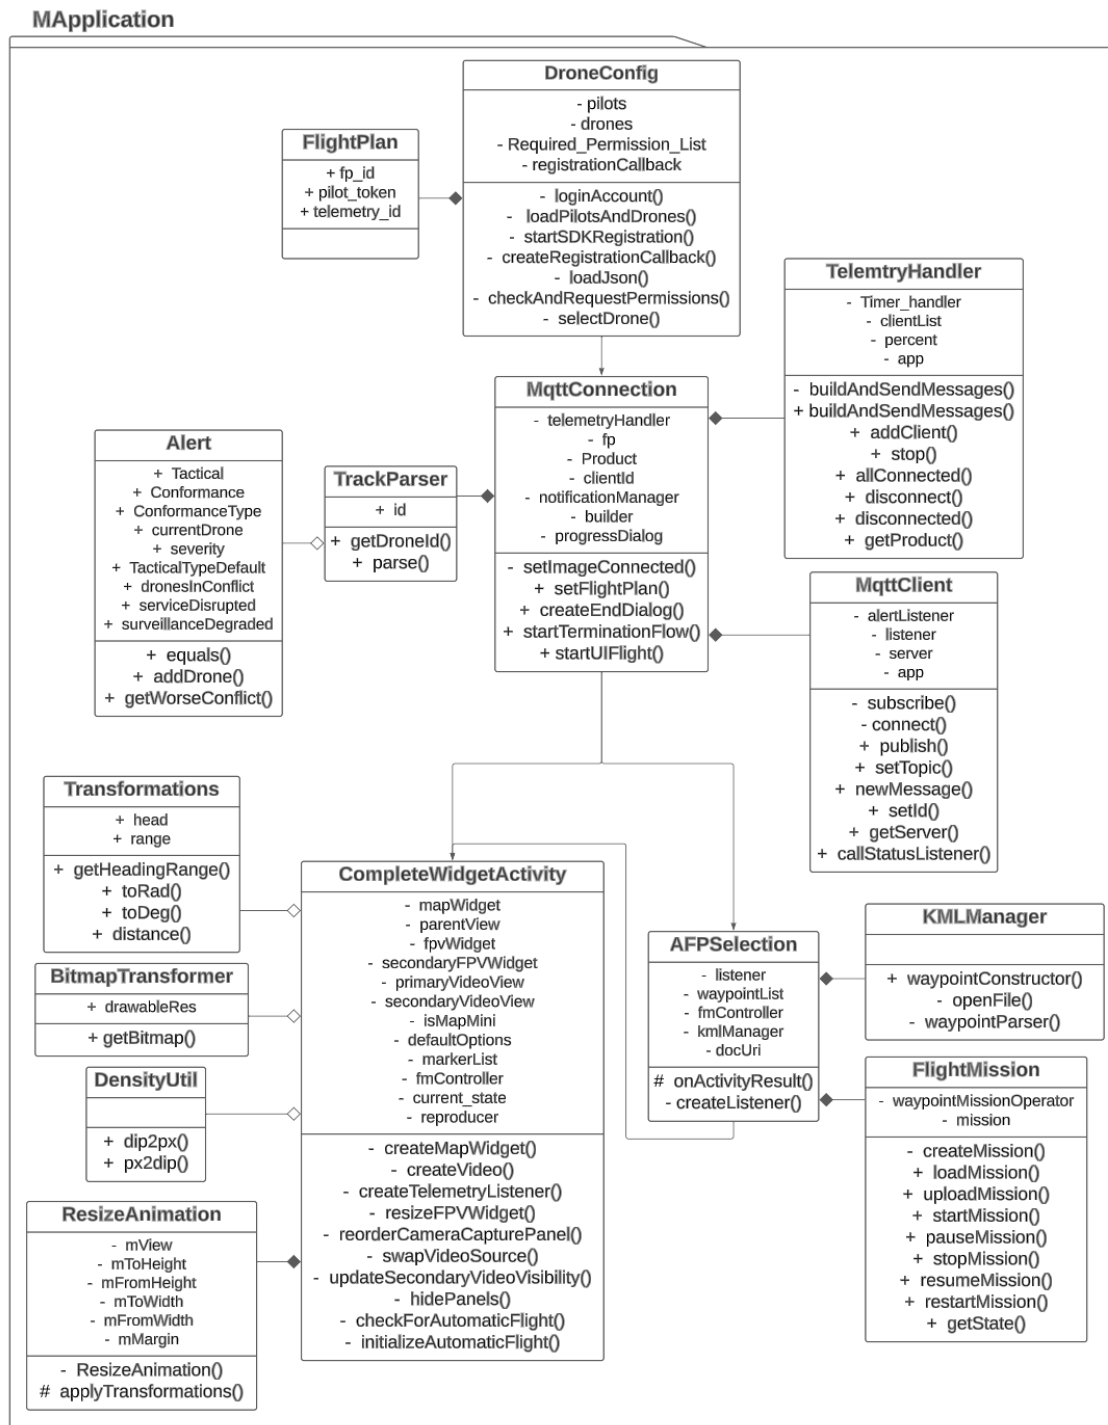 MApplication
DroneConfig
- pilots
- drones
- Required_Permission_List
- registrationCallback
- loginAccount()
- loadPilotsAndDrones()
- startSDKRegistration()
- createRegistrationCallback()
- loadJson()
- checkAndRequestPermissions()
- selectDrone()
FlightPlan
+ fp_id
+ pilot_token
+ telemetry_id
TelemtryHandler
- Timer_handler
- clientList
- percent
- app
- buildAndSendMessages()
+ buildAndSendMessages()
+ addClient()
+ stop()
+ allConnected()
+ disconnect()
+ disconnected()
+ getProduct()
MqttConnection
- telemetryHandler
- fp
- Product
- clientId
- notificationManager
- builder
- progressDialog
- setImageConnected()
+ setFlightPlan()
+ createEndDialog()
+ startTerminationFlow()
+ startUIFlight()
Alert
+ Tactical
+ Conformance
+ ConformanceType
+ currentDrone
+ severity
+ TacticalTypeDefault
+ dronesInConflict
+ serviceDisrupted
+ surveillanceDegraded
+ equals()
+ addDrone()
+ getWorseConflict()
TrackParser
+ id
+ getDroneId()
+ parse()
MqttClient
- alertListener
- listener
- server
- app
- subscribe()
- connect()
+ publish()
+ setTopic()
+ newMessage()
+ setId()
+ getServer()
+ callStatusListener()
Transformations
+ head
+ range
+ getHeadingRange()
+ toRad()
+ toDeg()
+ distance()
BitmapTransformer
+ drawableRes
+ getBitmap()
DensityUtil
+ dip2px()
+ px2dip()
ResizeAnimation
- mView
- mToHeight
- mFromHeight
- mToWidth
- mFromWidth
- mMargin
- ResizeAnimation()
# applyTransformations()
CompleteWidgetActivity
- mapWidget
- parentView
- fpvWidget
- secondaryFPVWidget
- primaryVideoView
- secondaryVideoView
- isMapMini
- defaultOptions
- markerList
- fmController
- current_state
- reproducer
- createMapWidget()
- createVideo()
- createTelemetryListener()
- resizeFPVWidget()
- reorderCameraCapturePanel()
- swapVideoSource()
- updateSecondaryVideoVisibility()
- hidePanels()
- checkForAutomaticFlight()
- initializeAutomaticFlight()
AFPSelection
- listener
- waypointList
- fmController
- kmlManager
- docUri
# onActivityResult()
- createListener()
KMLManager
+ waypointConstructor()
- openFile()
- waypointParser()
FlightMission
- waypointMissionOperator
- mission
- createMission()
+ loadMission()
+ uploadMission()
+ startMission()
+ pauseMission()
+ stopMission()
+ resumeMission()
+ restartMission()
+ getState()